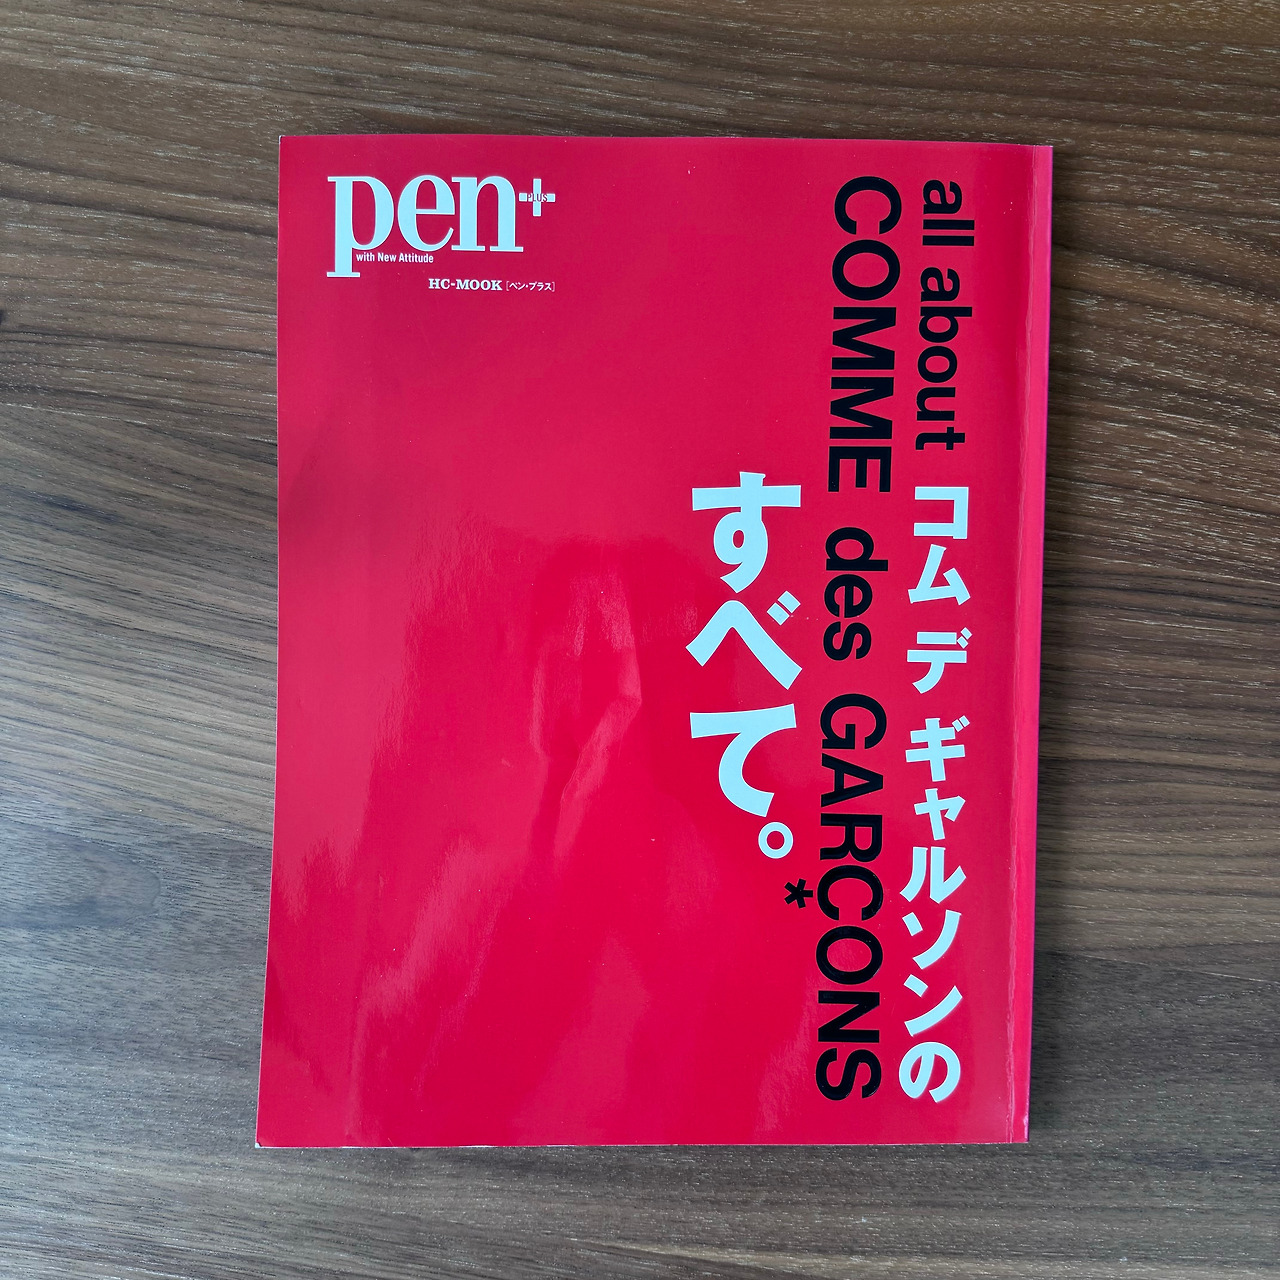 pen+
PLUS
with New Attitude
HC-MOOK [ペン・プラス]
all about
コム デ ギャルソンの
COMME des GARÇONS
*
すべて。